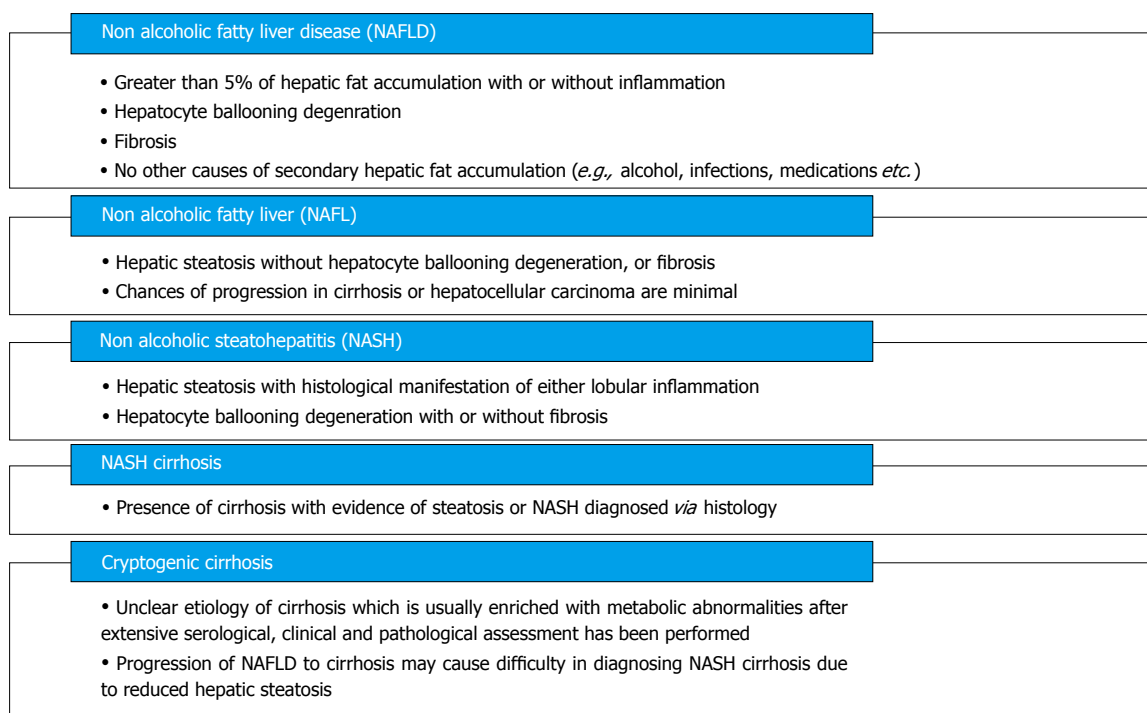 Non alcoholic fatty liver disease (NAFLD)
• Greater than 5% of hepatic fat accumulation with or without inflammation
• Hepatocyte ballooning degenration
• Fibrosis
• No other causes of secondary hepatic fat accumulation (e.g., alcohol, infections, medications etc.)
Non alcoholic fatty liver (NAFL)
• Hepatic steatosis without hepatocyte ballooning degeneration, or fibrosis
• Chances of progression in cirrhosis or hepatocellular carcinoma are minimal
Non alcoholic steatohepatitis (NASH)
• Hepatic steatosis with histological manifestation of either lobular inflammation
• Hepatocyte ballooning degeneration with or without fibrosis
NASH cirrhosis
• Presence of cirrhosis with evidence of steatosis or NASH diagnosed via histology
Cryptogenic cirrhosis
• Unclear etiology of cirrhosis which is usually enriched with metabolic abnormalities after
extensive serological, clinical and pathological assessment has been performed
• Progression of NAFLD to cirrhosis may cause difficulty in diagnosing NASH cirrhosis due
to reduced hepatic steatosis